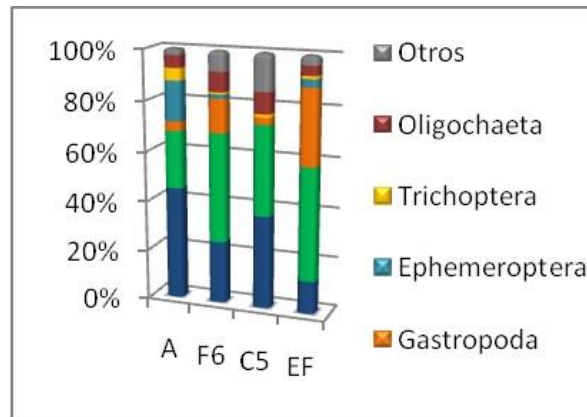 100%
80%
60%
40%
20%
0%
A F6 C5 EF
Otros
Oligochaeta
Trichoptera
Ephemeroptera
Gastropoda